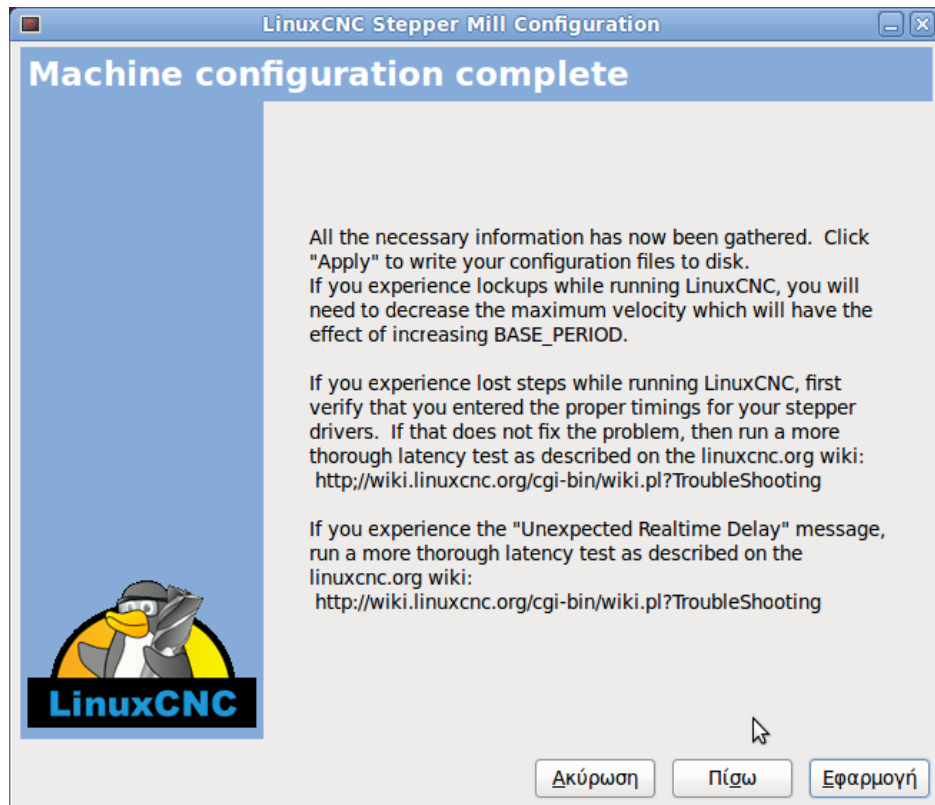 LinuxCNC Stepper Mill Configuration
Machine configuration complete
All the necessary information has now been gathered.  Click
"Apply" to write your configuration files to disk.
If you experience lockups while running LinuxCNC, you will
need to decrease the maximum velocity which will have the
effect of increasing BASE_PERIOD.
If you experience lost steps while running LinuxCNC, first
verify that you entered the proper timings for your stepper
drivers.  If that does not fix the problem, then run a more
thorough latency test as described on the linuxcnc.org wiki:
http;//wiki.linuxcnc.org/cgi-bin/wiki.pl?TroubleShooting
If you experience the "Unexpected Realtime Delay" message,
run a more thorough latency test as described on the
linuxcnc.org wiki:
http://wiki.linuxcnc.org/cgi-bin/wiki.pl?TroubleShooting
LinuxCNC
Ακύρωση
Πίσω
Εφαρμογή